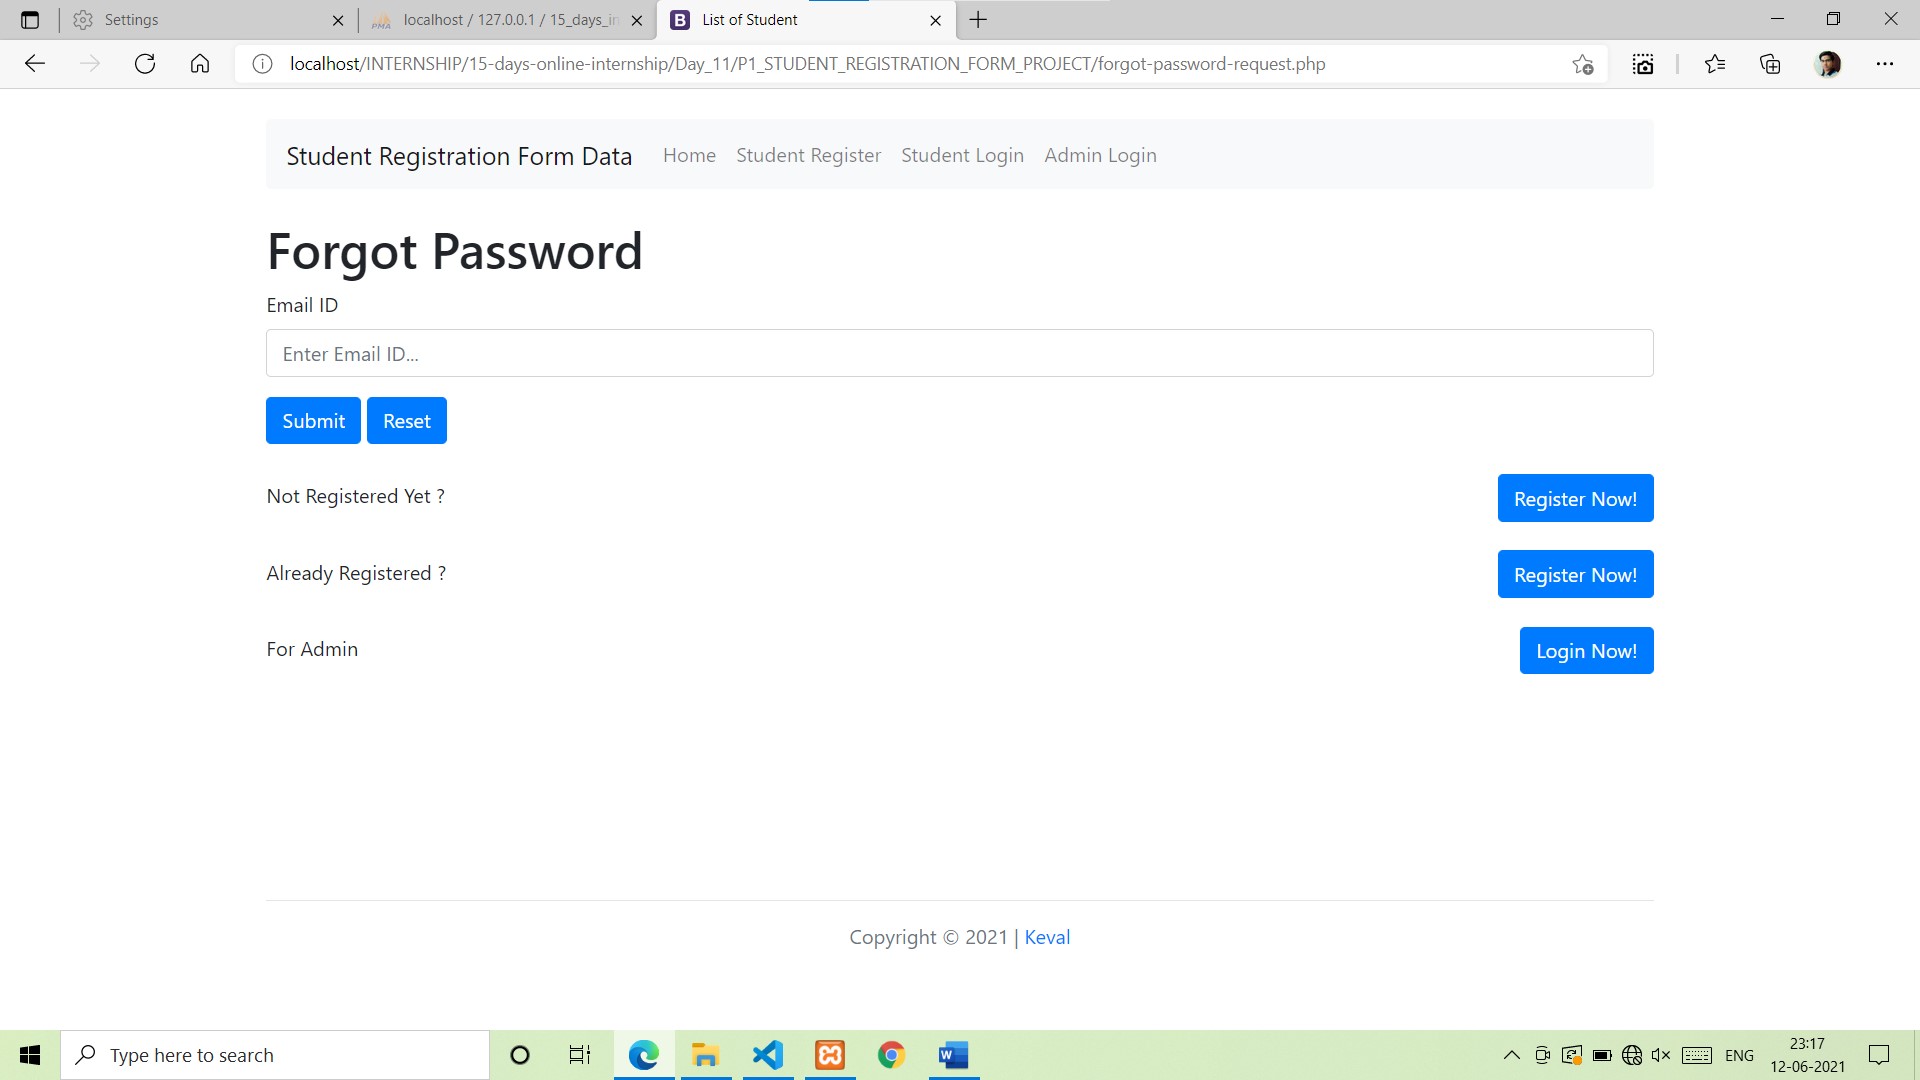 Settings
localhost / 127.0.0.1 / 15_days_in
List of Student
localhost/INTERNSHIP/15-days-online-internship/Day_11/P1_STUDENT_REGISTRATION_FORM_PROJECT/forgot-password-request.php
Student Registration Form Data Home Student Register Student Login Admin Login
Forgot Password
Email ID
Enter Email ID...
Submit Reset
Not Registered Yet ? Register Now!
Already Registered ? Register Now!
For Admin Login Now!
Copyright © 2021 | Keval
Type here to search
ENG
23:17
12-06-2021